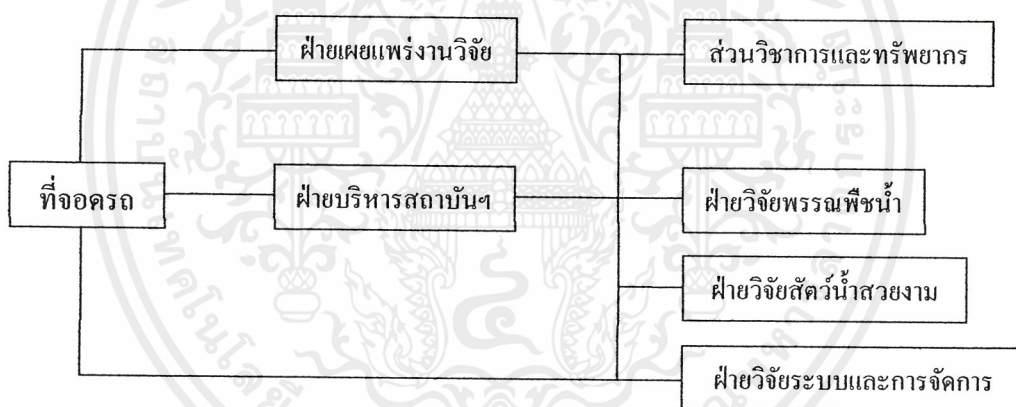 ฝ่ายเผยแพร่งานวิจัย
ส่วนวิชาการและทรัพยากร
ที่จอดรถ
ฝ่ายบริหารสถาบันฯ
ฝ่ายวิจัยพรรณพืชน้ำ
ฝ่ายวิจัยสัตว์น้ำสวยงาม
ฝ่ายวิจัยระบบและการจัดการ